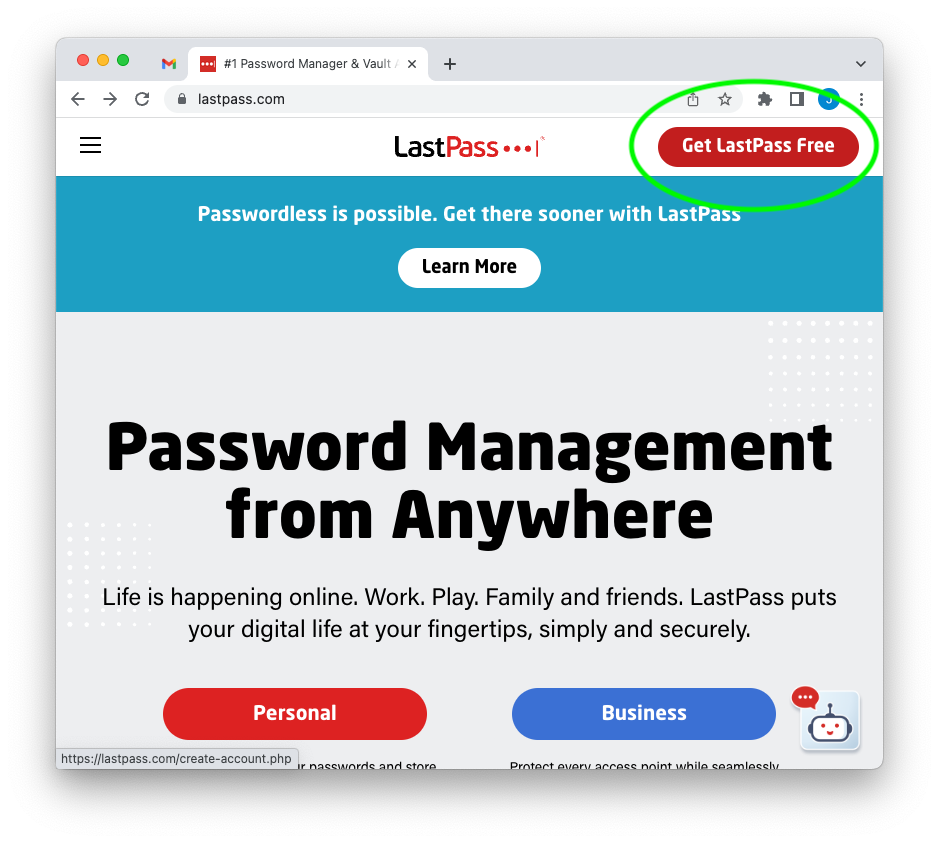 #1 Password Manager & Vault
lastpass.com
J
LastPass
Get LastPass Free
Passwordless is possible. Get there sooner with LastPass
Learn More
Password Management
from Anywhere
Life is happening online. Work. Play. Family and friends. LastPass puts
your digital life at your fingertips, simply and securely.
Personal
Business
https://lastpass.com/create-account.php
passwords and store
Protect every access point while seamlessly